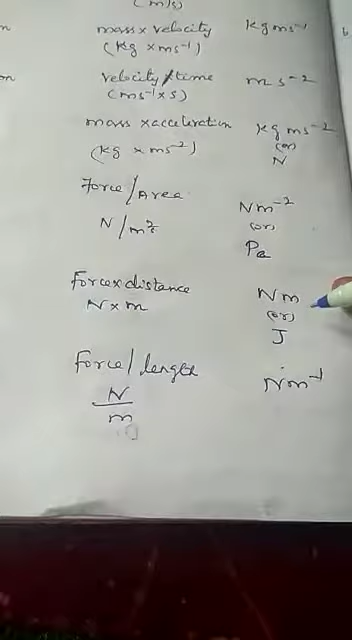 (m/s)
mass x velocity kg ms⁻¹
(kg x ms⁻¹)
on velocity/time m s⁻²
(ms⁻¹ x s)
mass x acceleration kg ms⁻²
(kg x ms⁻²) (or)
N
Force/Area Nm⁻²
N/m² (or)
Pa
Force x distance Nm
N x m (or)
J
Force/length Nm⁻¹
N
m